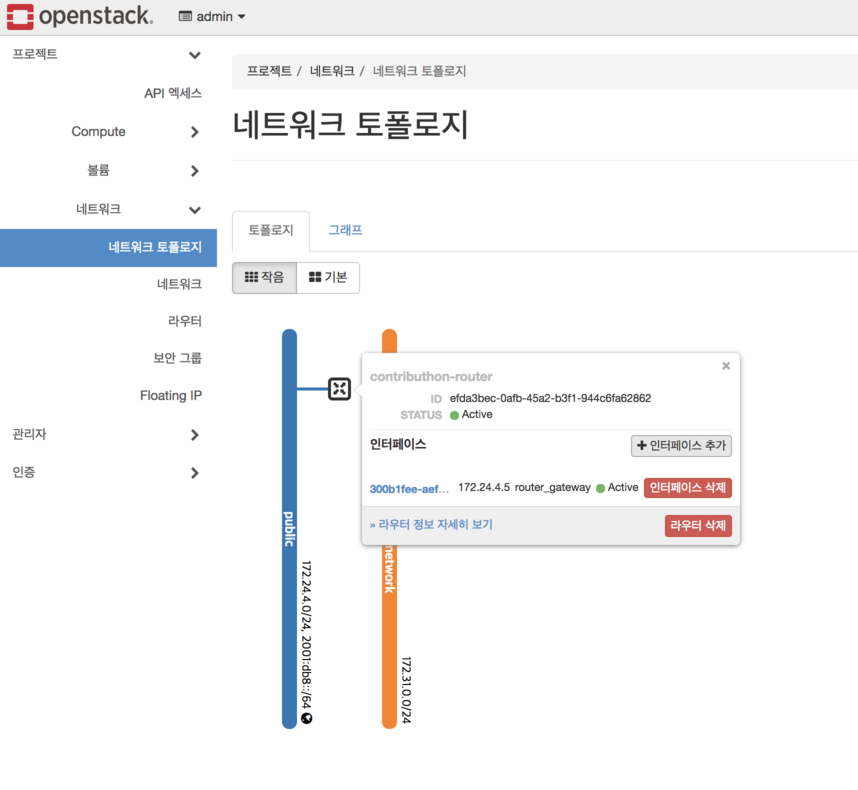 openstack. admin
프로젝트
API 엑세스
Compute
볼륨
네트워크
네트워크 토폴로지
네트워크
라우터
보안 그룹
Floating IP
관리자
인증
프로젝트 / 네트워크 / 네트워크 토폴로지
네트워크 토폴로지
토폴로지 그래프
작음 기본
public
172.24.4.0/24, 2001:db8::/64
network
172.31.0.0/24
contributhon-router ×
ID efda3bec-0afb-45a2-b3f1-944c6fa62862
STATUS Active
인터페이스 + 인터페이스 추가
300b1fee-aef... 172.24.4.5 router_gateway Active 인터페이스 삭제
» 라우터 정보 자세히 보기 라우터 삭제